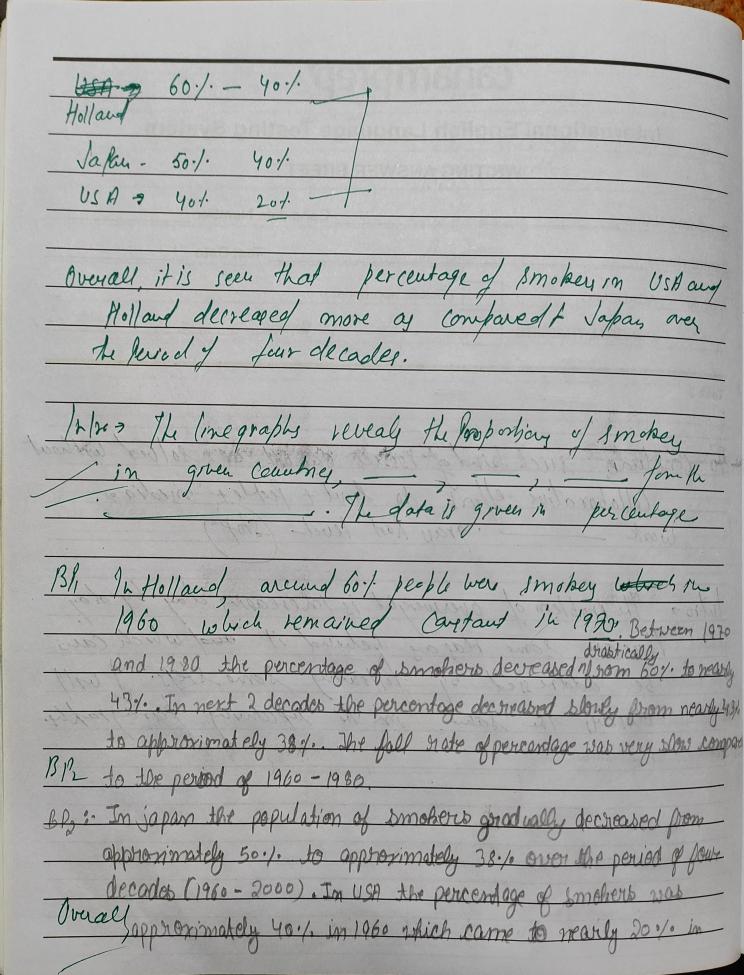 USA → 60% – 40%
Holland
Japan - 50% 40%
USA → 40% 20%
Overall, it is seen that percentage of smokers in USA and
Holland decreased more as compared to Japan over
the Period of four decades.
Intro → The line graphs reveals the Proportions of smokers
in given countries, ___, ___, ___ from the
___. The data is given in percentage
BP1 In Holland, around 60% people were smokers which in
1960 which remained constant in 1970. Between 1970
drastically
and 1980 the percentage of smokers decreased from 60% to nearly
43%. In next 2 decades the percentage decreased slowly from nearly 43%
to approximately 38%. The fall rate of percentage was very slow compare
BP2 to the period of 1960 - 1980.
BP2 :- In japan the population of smokers gradually decreased from
approximately 50% to approximately 38% over the period of four
decades (1960 - 2000). In USA the percentage of smokers was
Overall approximately 40% in 1960 which came to nearly 20% in